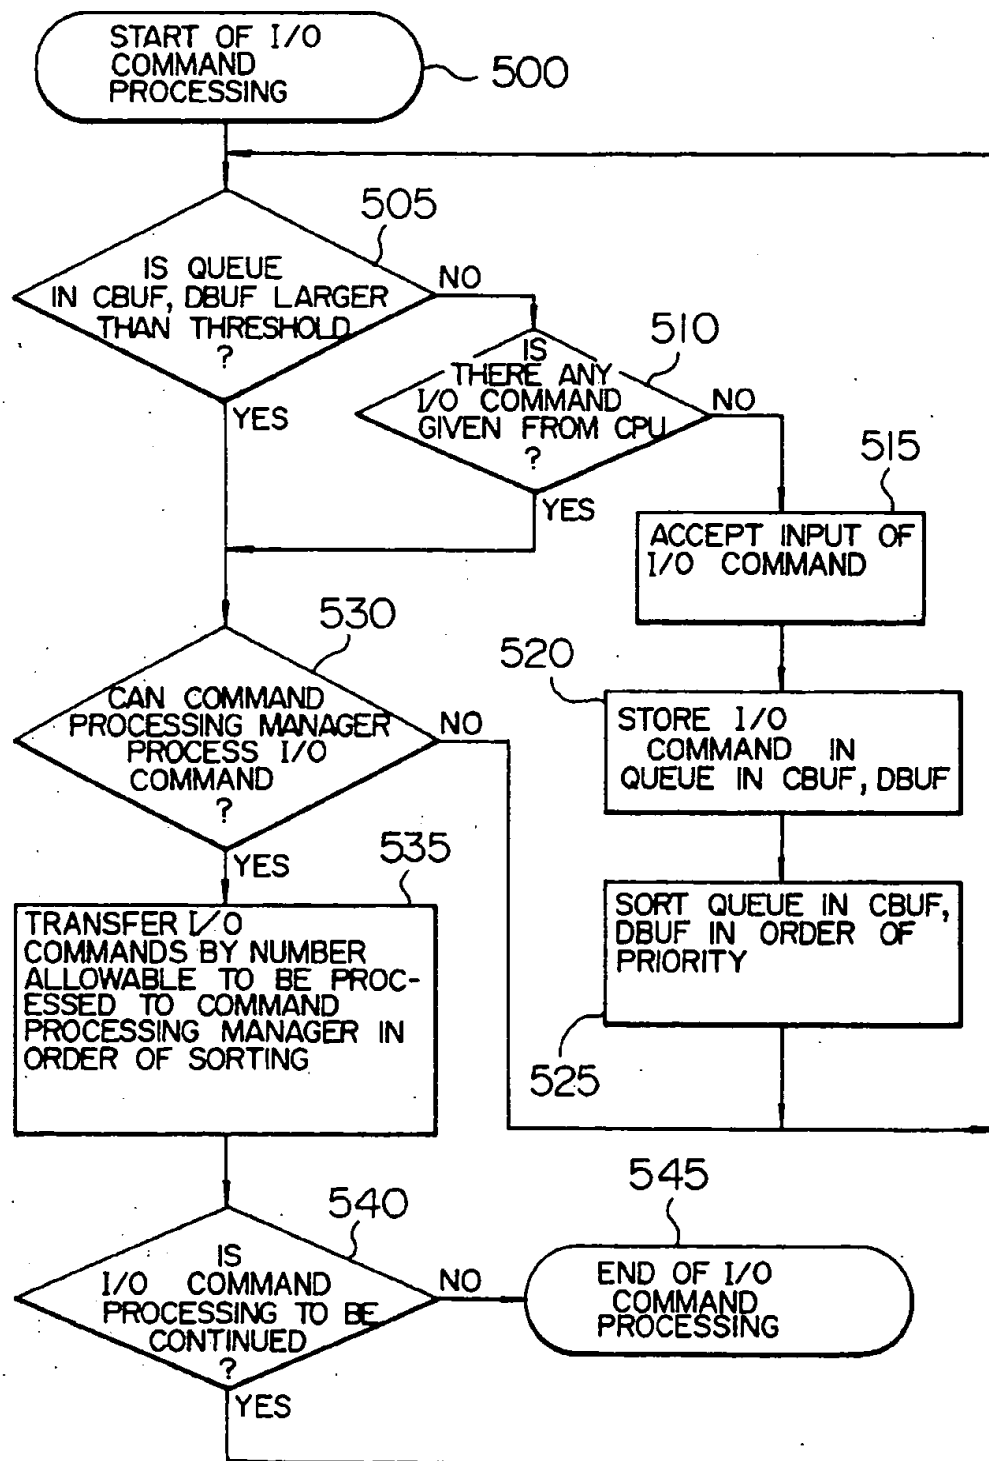 START OF I/O
COMMAND
PROCESSING
500
505
IS QUEUE
IN CBUF, DBUF LARGER
THAN THRESHOLD
?
NO
YES
510
IS
THERE ANY
I/O COMMAND
GIVEN FROM CPU
?
NO
YES
515
ACCEPT INPUT OF
I/O COMMAND
520
STORE I/O
COMMAND IN
QUEUE IN CBUF, DBUF
SORT QUEUE IN CBUF,
DBUF IN ORDER OF
PRIORITY
525
530
CAN COMMAND
PROCESSING MANAGER
PROCESS I/O
COMMAND
?
NO
YES
535
TRANSFER I/O
COMMANDS BY NUMBER
ALLOWABLE TO BE PROC-
ESSED TO COMMAND
PROCESSING MANAGER IN
ORDER OF SORTING
540
IS
I/O COMMAND
PROCESSING TO BE
CONTINUED
?
NO
YES
545
END OF I/O
COMMAND
PROCESSING